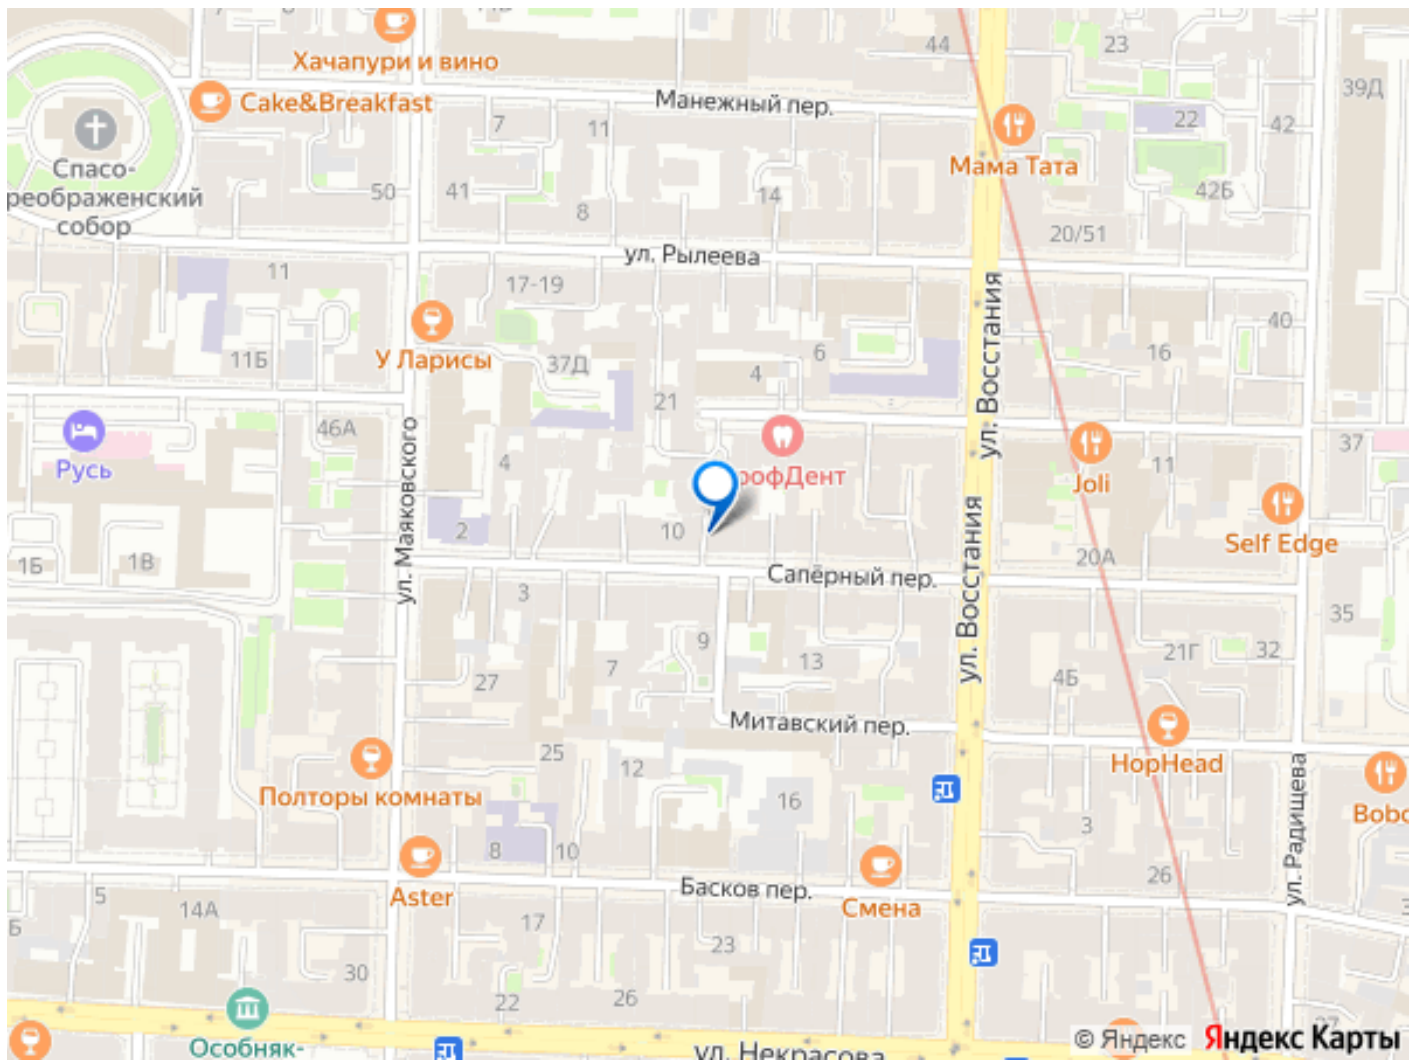 44
23
Хачапури и вино
39Д
Cake&Breakfast
Манежный пер.
22
42
7
11
Мама Тата
Спасо-
реображенский
собор
50
41
14
42Б
8
20/51
ул. Рылеева
11
17-19
ул. Восстания
40
11Б
У Ларисы
37Д
6
16
4
21
46А
ул. Маяковского
37
Русь
4
рофДент
Joli
11
2
10
Self Edge
1Б
1В
20А
Сапёрный пер.
ул. Восстания
3
35
9
7
13
21Г
32
27
4Б
Митавский пер.
25
12
HopHead
ул. Радищева
Полторы комнаты
16
3
Bobo
8
10
Aster
Басков пер.
Смена
26
5
14А
17
23
Б
30
22
26
Особняк-
ул. Некрасова
© Яндекс
Яндекс Карты